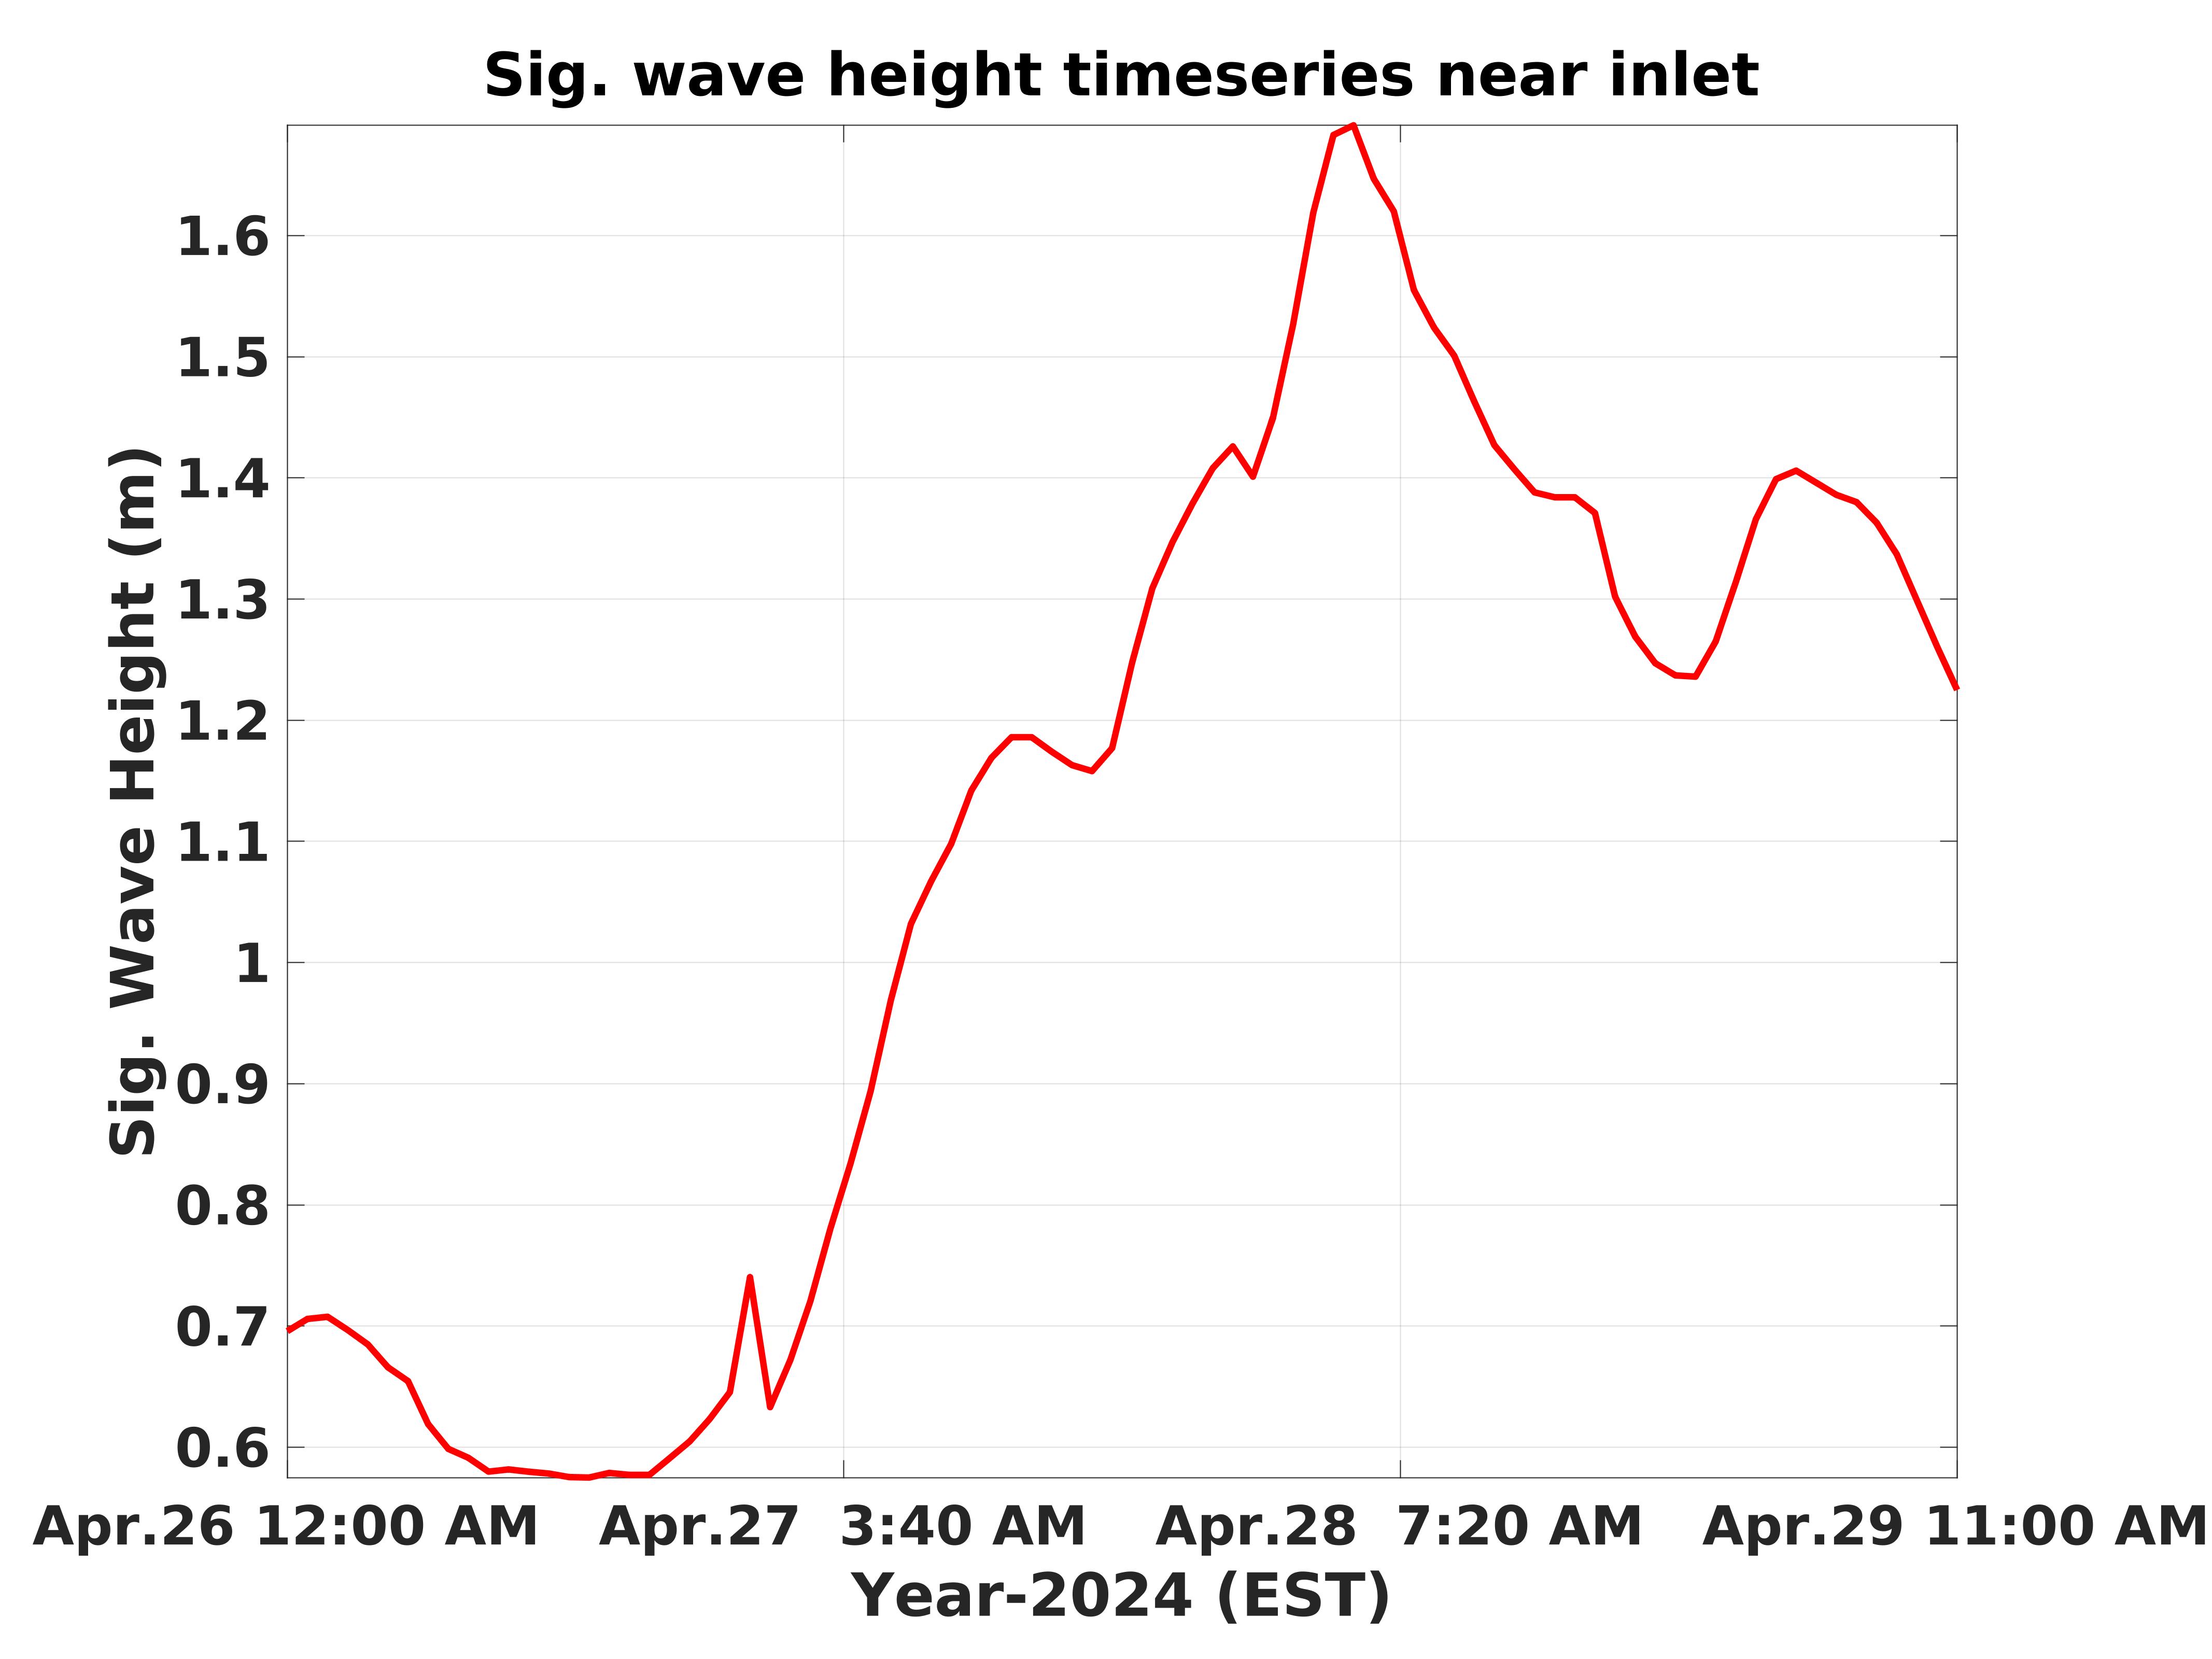 Sig. wave height timeseries near inlet
Sig. Wave Height (m)
1.6
1.5
1.4
1.3
1.2
1.1
1
0.9
0.8
0.7
0.6
Apr.26 12:00 AM Apr.27 3:40 AM Apr.28 7:20 AM Apr.29 11:00 AM
Year-2024 (EST)